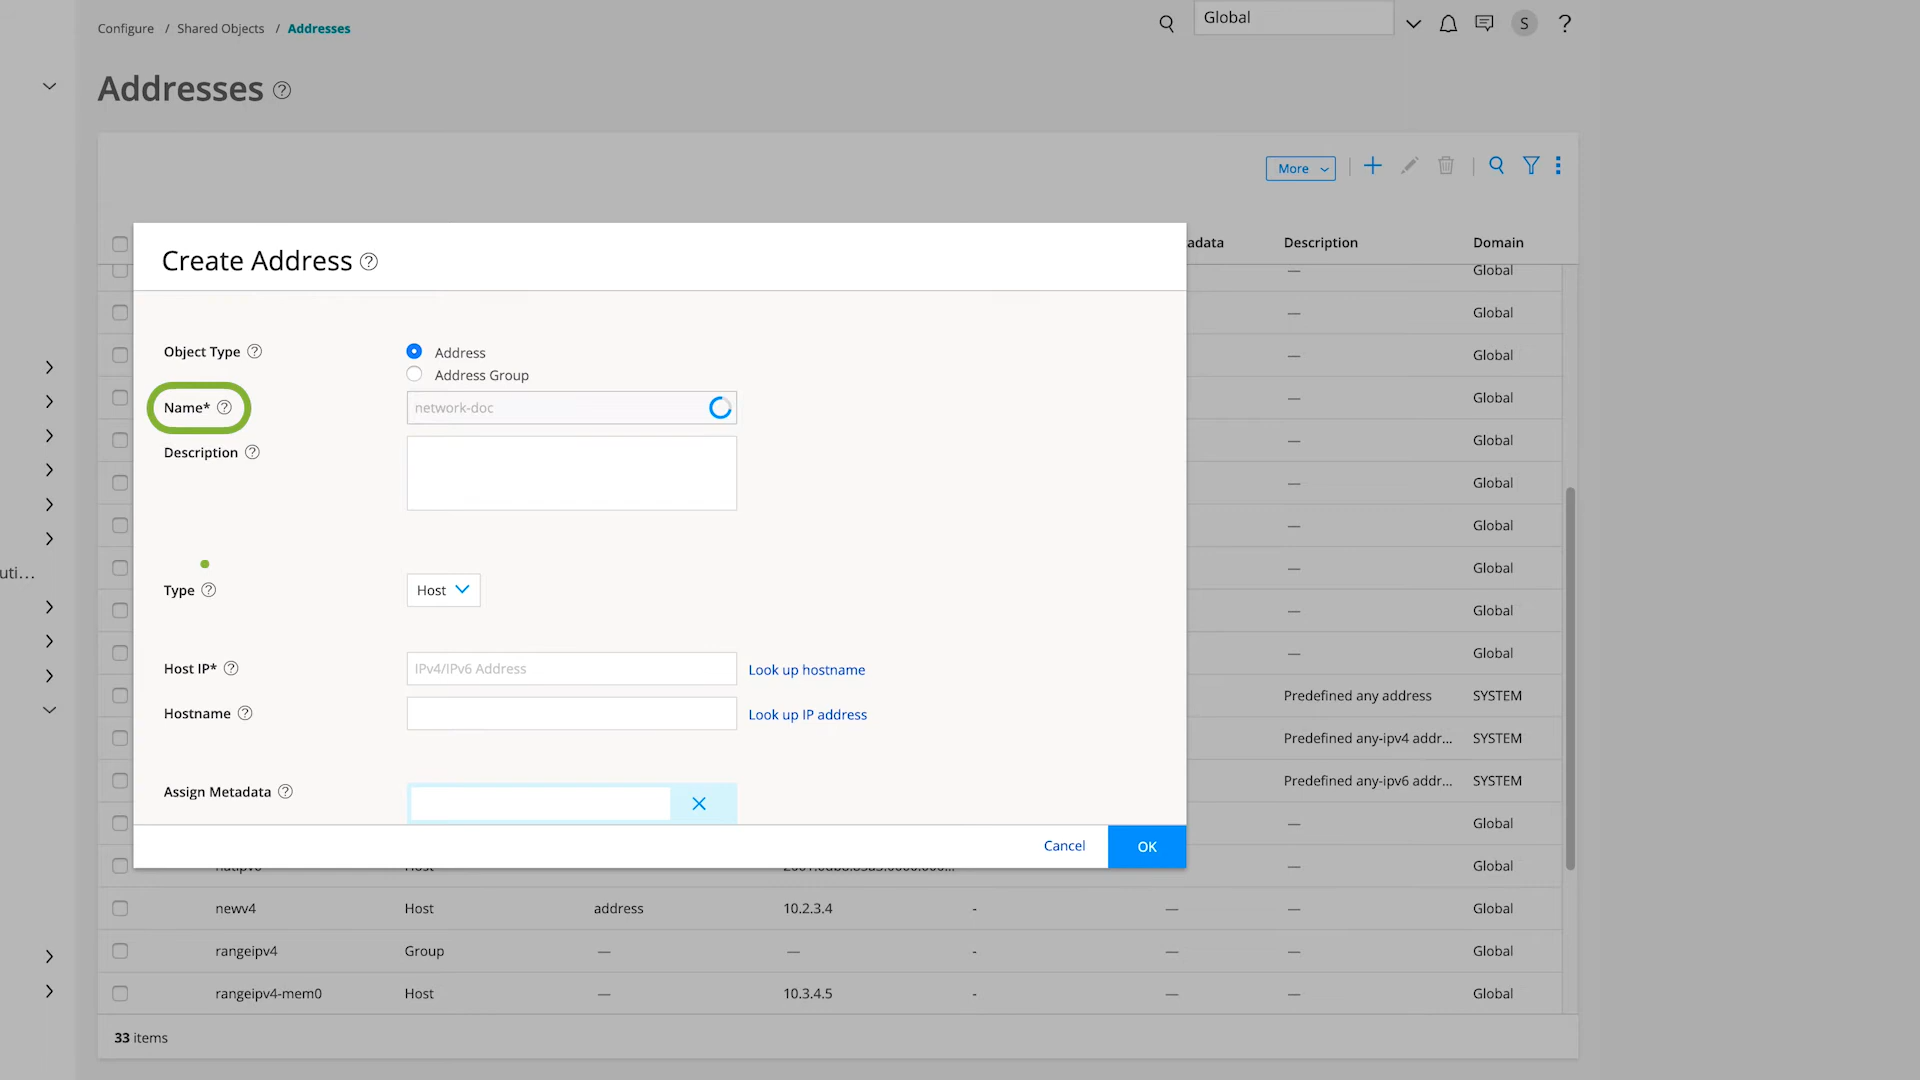 Configure / Shared Objects / Addresses
Global
S
?
Addresses ?
More
adata Description Domain
Create Address ?
— Global
— Global
Object Type ?
Address
— Global
Address Group
Name* ?
network-doc
— Global
Description ?
— Global
— Global
— Global
uti...
— Global
Type ?
Host
— Global
— Global
Host IP* ?
IPv4/IPv6 Address
Look up hostname
Predefined any address SYSTEM
Hostname ?
Look up IP address
Predefined any-ipv4 addr... SYSTEM
Predefined any-ipv6 addr... SYSTEM
Assign Metadata ?
— Global
Cancel
OK
— Global
newv4 Host address 10.2.3.4 - — — Global
rangeipv4 Group — — - — — Global
rangeipv4-mem0 Host — 10.3.4.5 - — — Global
33 items